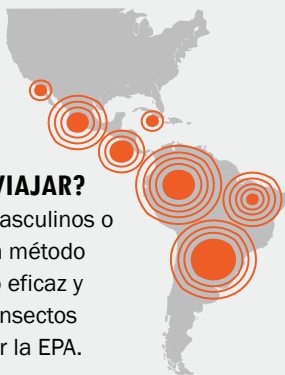 VIAJAR?
asculinos o
método
eficaz y
nsectos
r la EPA.